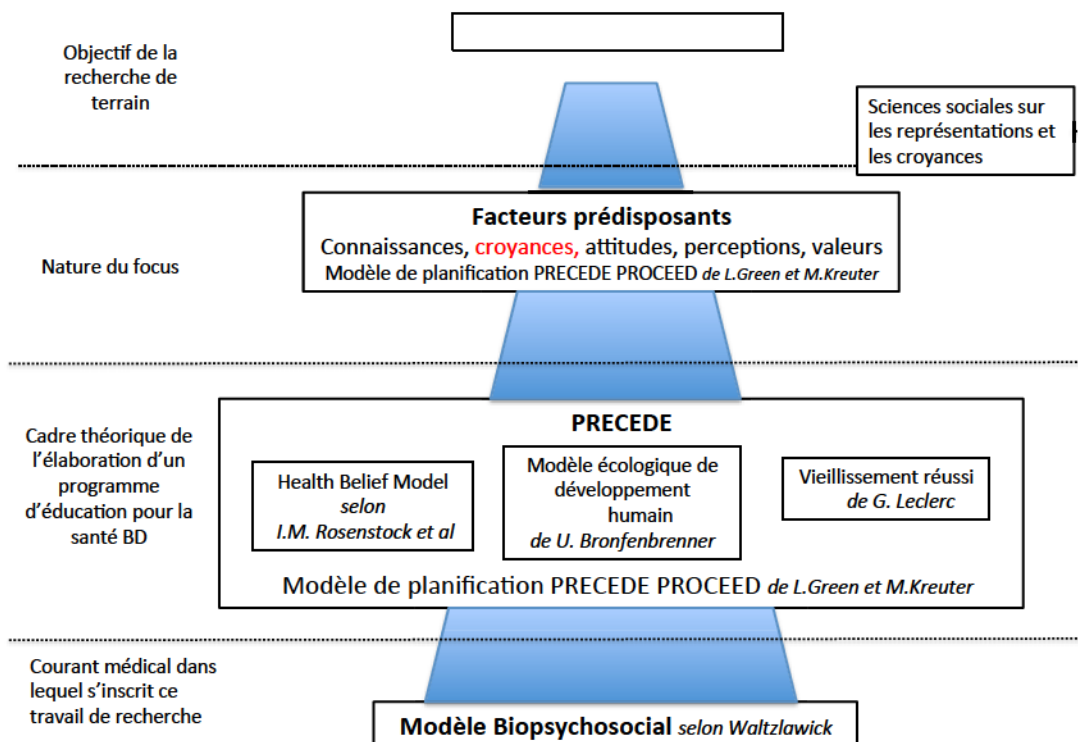 Objectif de la
recherche de
terrain
Sciences sociales sur
les représentations et
les croyances
Nature du focus
Facteurs prédisposants
Connaissances, croyances, attitudes, perceptions, valeurs
Modèle de planification PRECEDE PROCEED de L.Green et M.Kreuter
Cadre théorique de
l'élaboration d'un
programme
d'éducation pour la
santé BD
PRECEDE
Health Belief Model
selon
I.M. Rosenstock et al
Modèle écologique de
développement
humain
de U. Bronfenbrenner
Vieillissement réussi
de G. Leclerc
Modèle de planification PRECEDE PROCEED de L.Green et M.Kreuter
Courant médical dans
lequel s'inscrit ce
travail de recherche
Modèle Biopsychosocial selon Waltzlawick